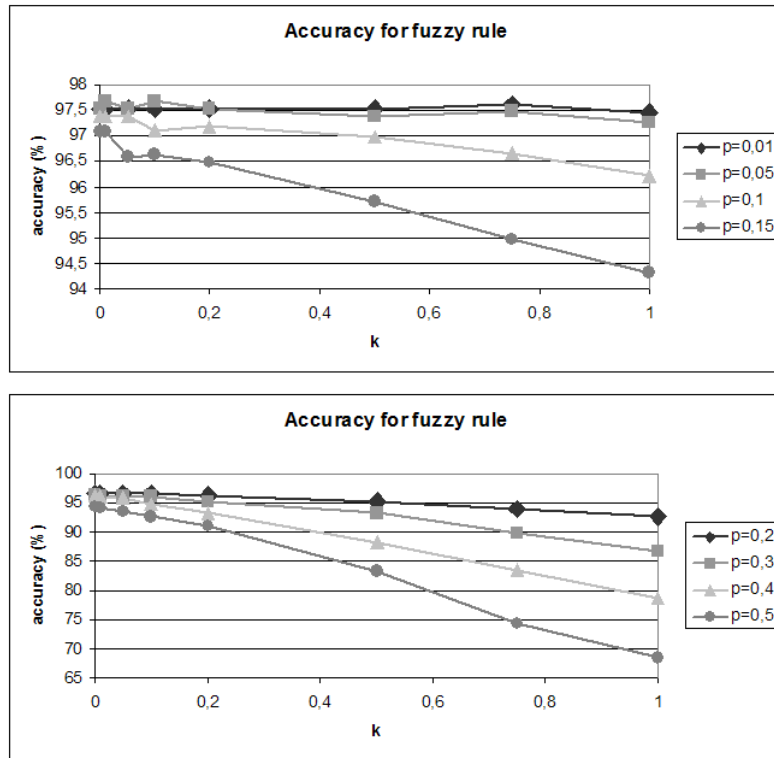 Accuracy for fuzzy rule
98
97,5
97
96,5
96
95,5
95
94,5
94
accuracy (%)
0 0,2 0,4 0,6 0,8 1
k
p=0,01
p=0,05
p=0,1
p=0,15
Accuracy for fuzzy rule
100
95
90
85
80
75
70
65
accuracy (%)
0 0,2 0,4 0,6 0,8 1
k
p=0,2
p=0,3
p=0,4
p=0,5